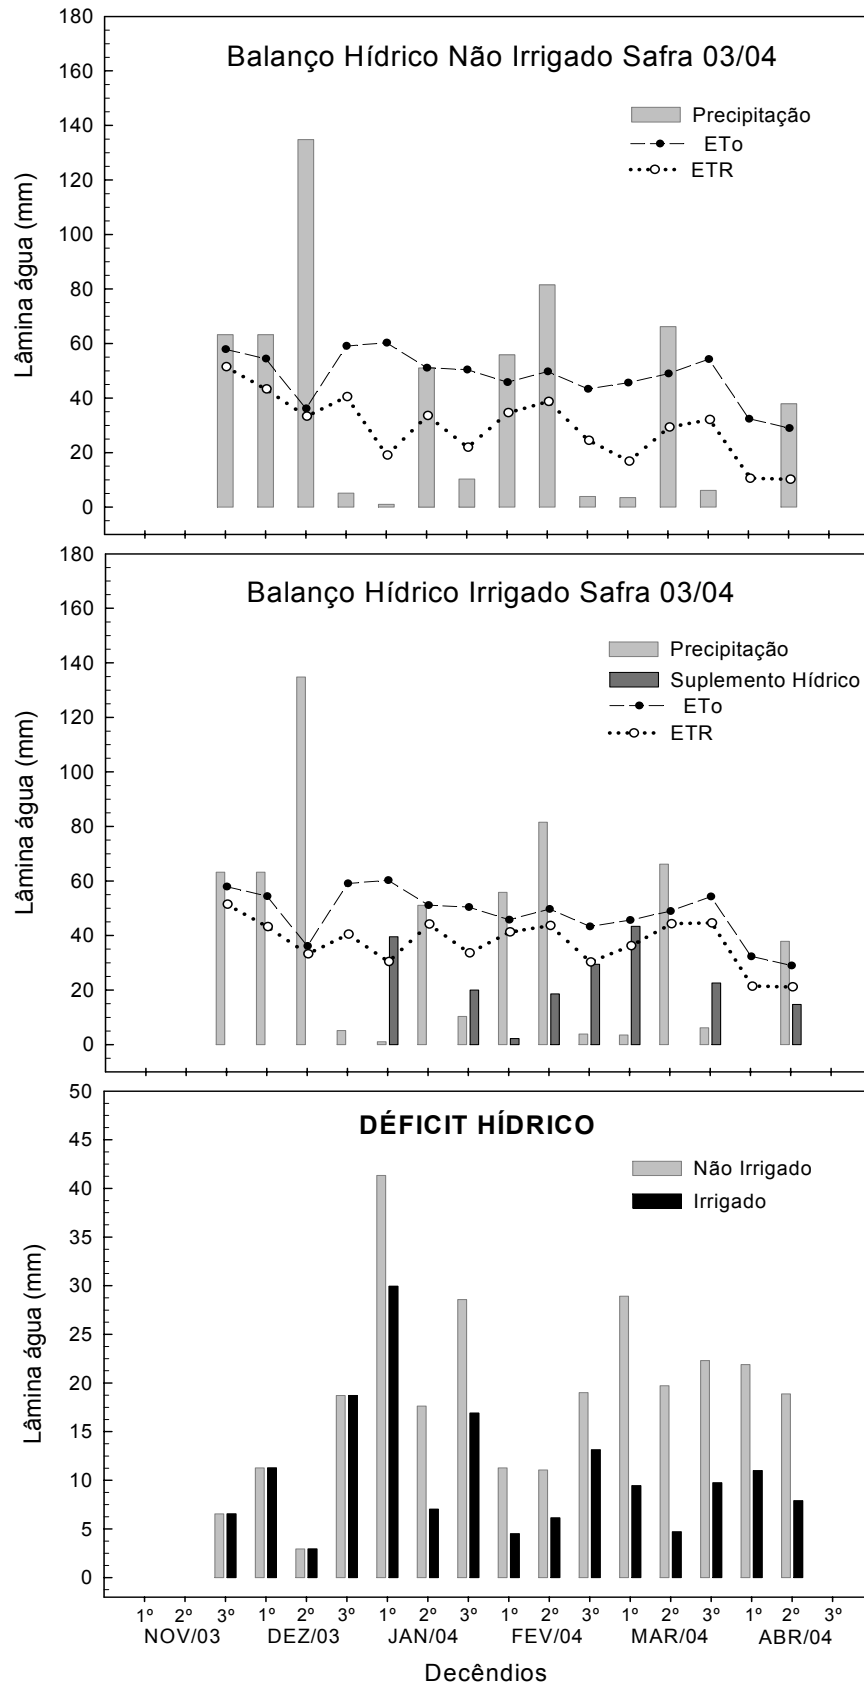 Balanço Hídrico Não Irrigado Safra 03/04
Lâmina água (mm)
180
160
140
120
100
80
60
40
20
0
Precipitação
ETo
ETR
Balanço Hídrico Irrigado Safra 03/04
Lâmina água (mm)
180
160
140
120
100
80
60
40
20
0
Precipitação
Suplemento Hídrico
ETo
ETR
DÉFICIT HÍDRICO
Lâmina água (mm)
50
45
40
35
30
25
20
15
10
5
0
Não Irrigado
Irrigado
1º 2º 3º 1º 2º 3º 1º 2º 3º 1º 2º 3º 1º 2º 3º 1º 2º 3º
NOV/03 DEZ/03 JAN/04 FEV/04 MAR/04 ABR/04
Decêndios